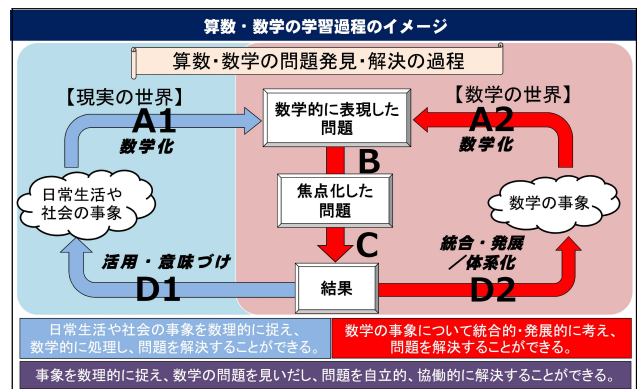 算数・数学の学習過程のイメージ
算数・数学の問題発見・解決の過程
【現実の世界】
【数学の世界】
A1
数学化
数学的に表現した
問題
A2
数学化
B
日常生活や
社会の事象
焦点化した
問題
数学の事象
C
活用・意味づけ
D1
結果
統合・発展
／体系化
D2
日常生活や社会の事象を数理的に捉え、
数学的に処理し、問題を解決することができる。
数学の事象について統合的・発展的に考え、
問題を解決することができる。
事象を数理的に捉え、数学の問題を見いだし、問題を自立的、協働的に解決することができる。